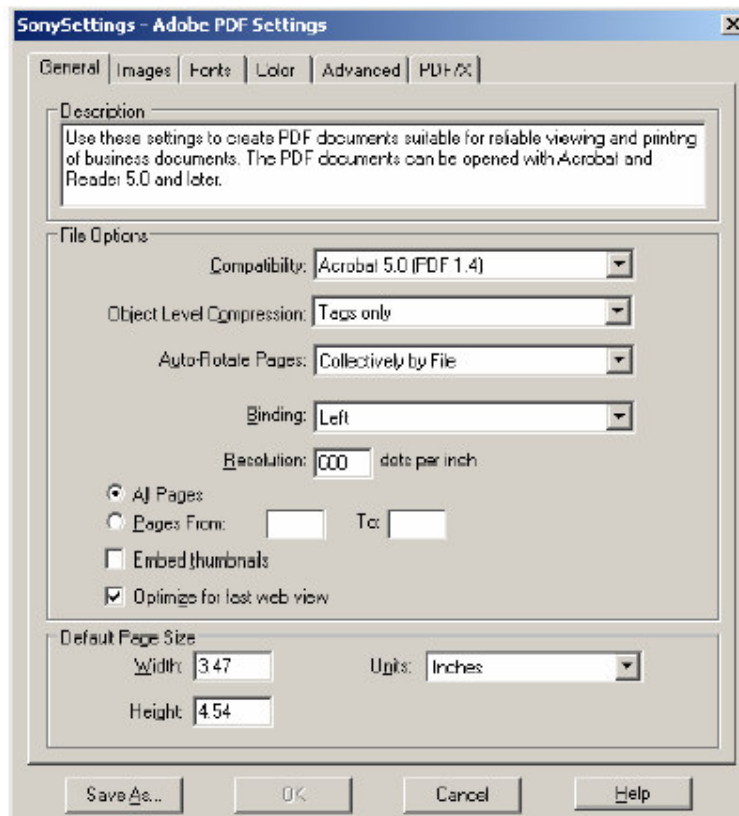 SonySettings - Adobe PDF Settings
General Images Fonts Color Advanced PDF/X
Description
Use these settings to create PDF documents suitable for reliable viewing and printing
of business documents. The PDF documents can be opened with Acrobat and
Reader 5.0 and later.
File Options
Compatibility: Acrobat 5.0 (PDF 1.4)
Object Level Compression: Tags only
Auto-Rotate Pages: Collectively by File
Binding: Left
Resolution: dots per inch
All Pages
Pages From: To:
Embed thumbnails
Optimize for fast web view
Default Page Size
Width: 3.47 Units: Inches
Height: 4.54
Save As... OK Cancel Help